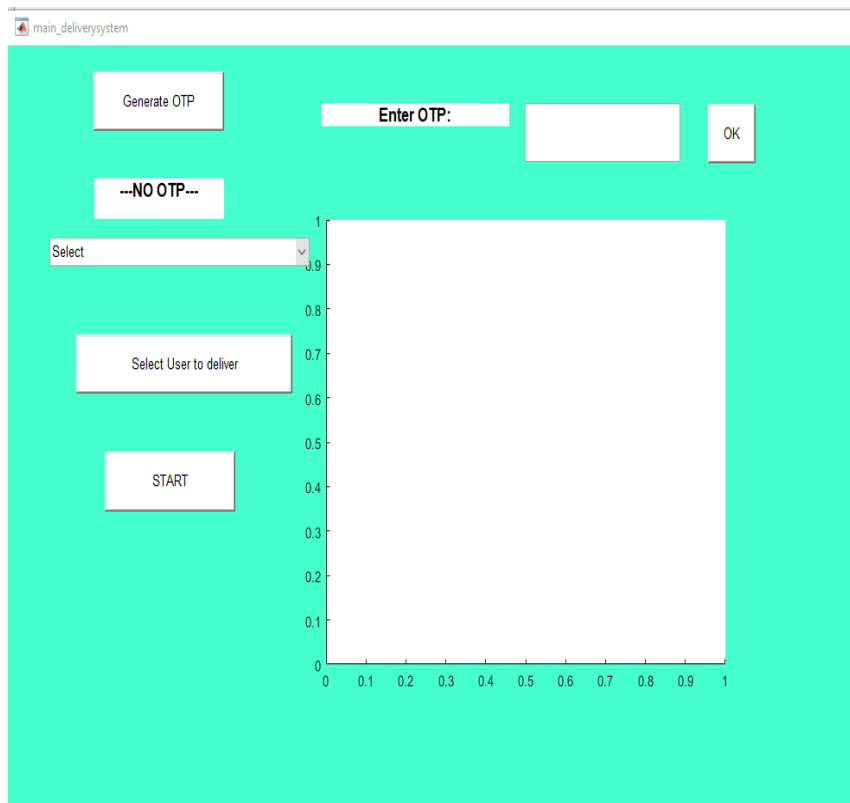 main_deliverysystem
Generate OTP
Enter OTP:
OK
---NO OTP---
Select
Select User to deliver
START
1
0.9
0.8
0.7
0.6
0.5
0.4
0.3
0.2
0.1
0
0 0.1 0.2 0.3 0.4 0.5 0.6 0.7 0.8 0.9 1